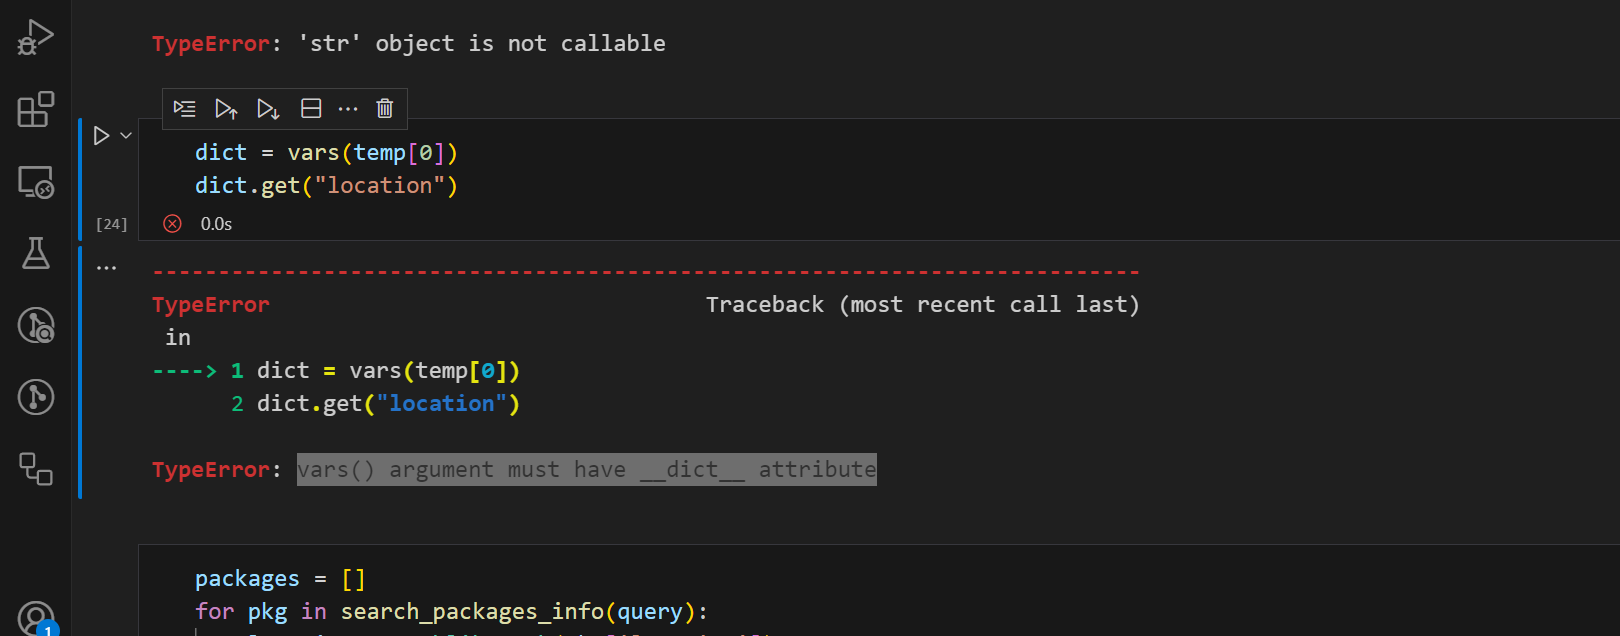 TypeError: 'str' object is not callable
dict = vars(temp[0])
dict.get("location")
[24] 0.0s
--------------------------------------------------------------------------- 
TypeError Traceback (most recent call last)
in
----> 1 dict = vars(temp[0])
2 dict.get("location")
TypeError: vars() argument must have __dict__ attribute
packages = []
for pkg in search_packages_info(query):
1